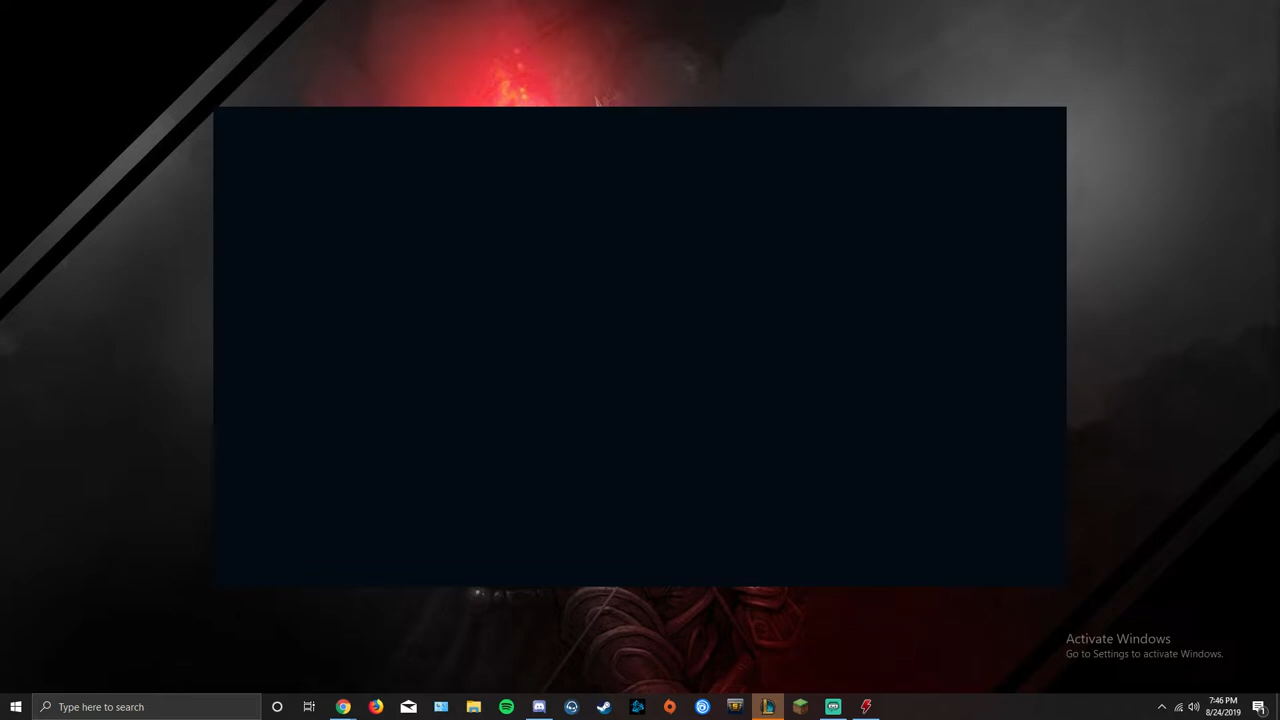 Activate Windows
Go to Settings to activate Windows.
Type here to search
7:46 PM
8/24/2019